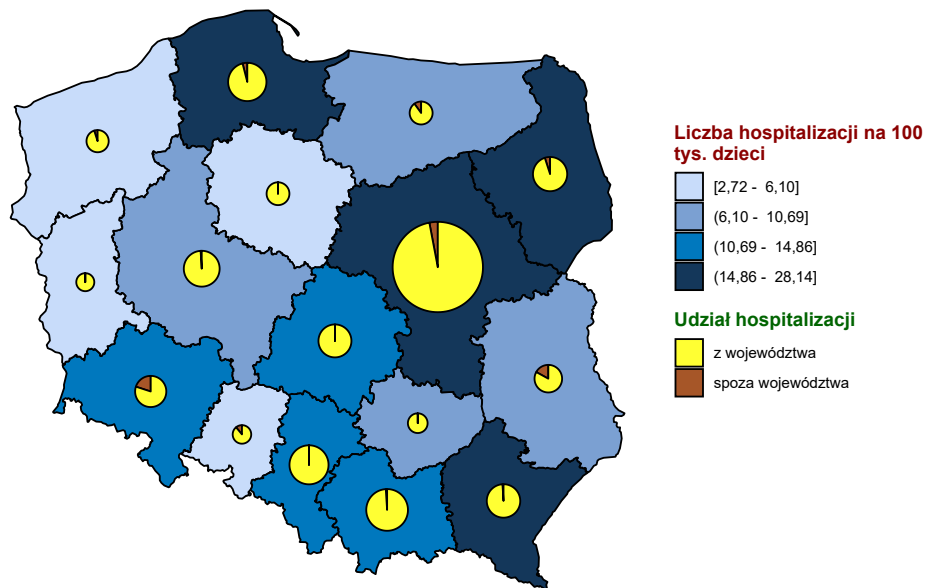 Liczba hospitalizacji na 100
tys. dzieci
[2,72 - 6,10]
(6,10 - 10,69]
(10,69 - 14,86]
(14,86 - 28,14]
Udział hospitalizacji
z województwa
spoza województwa